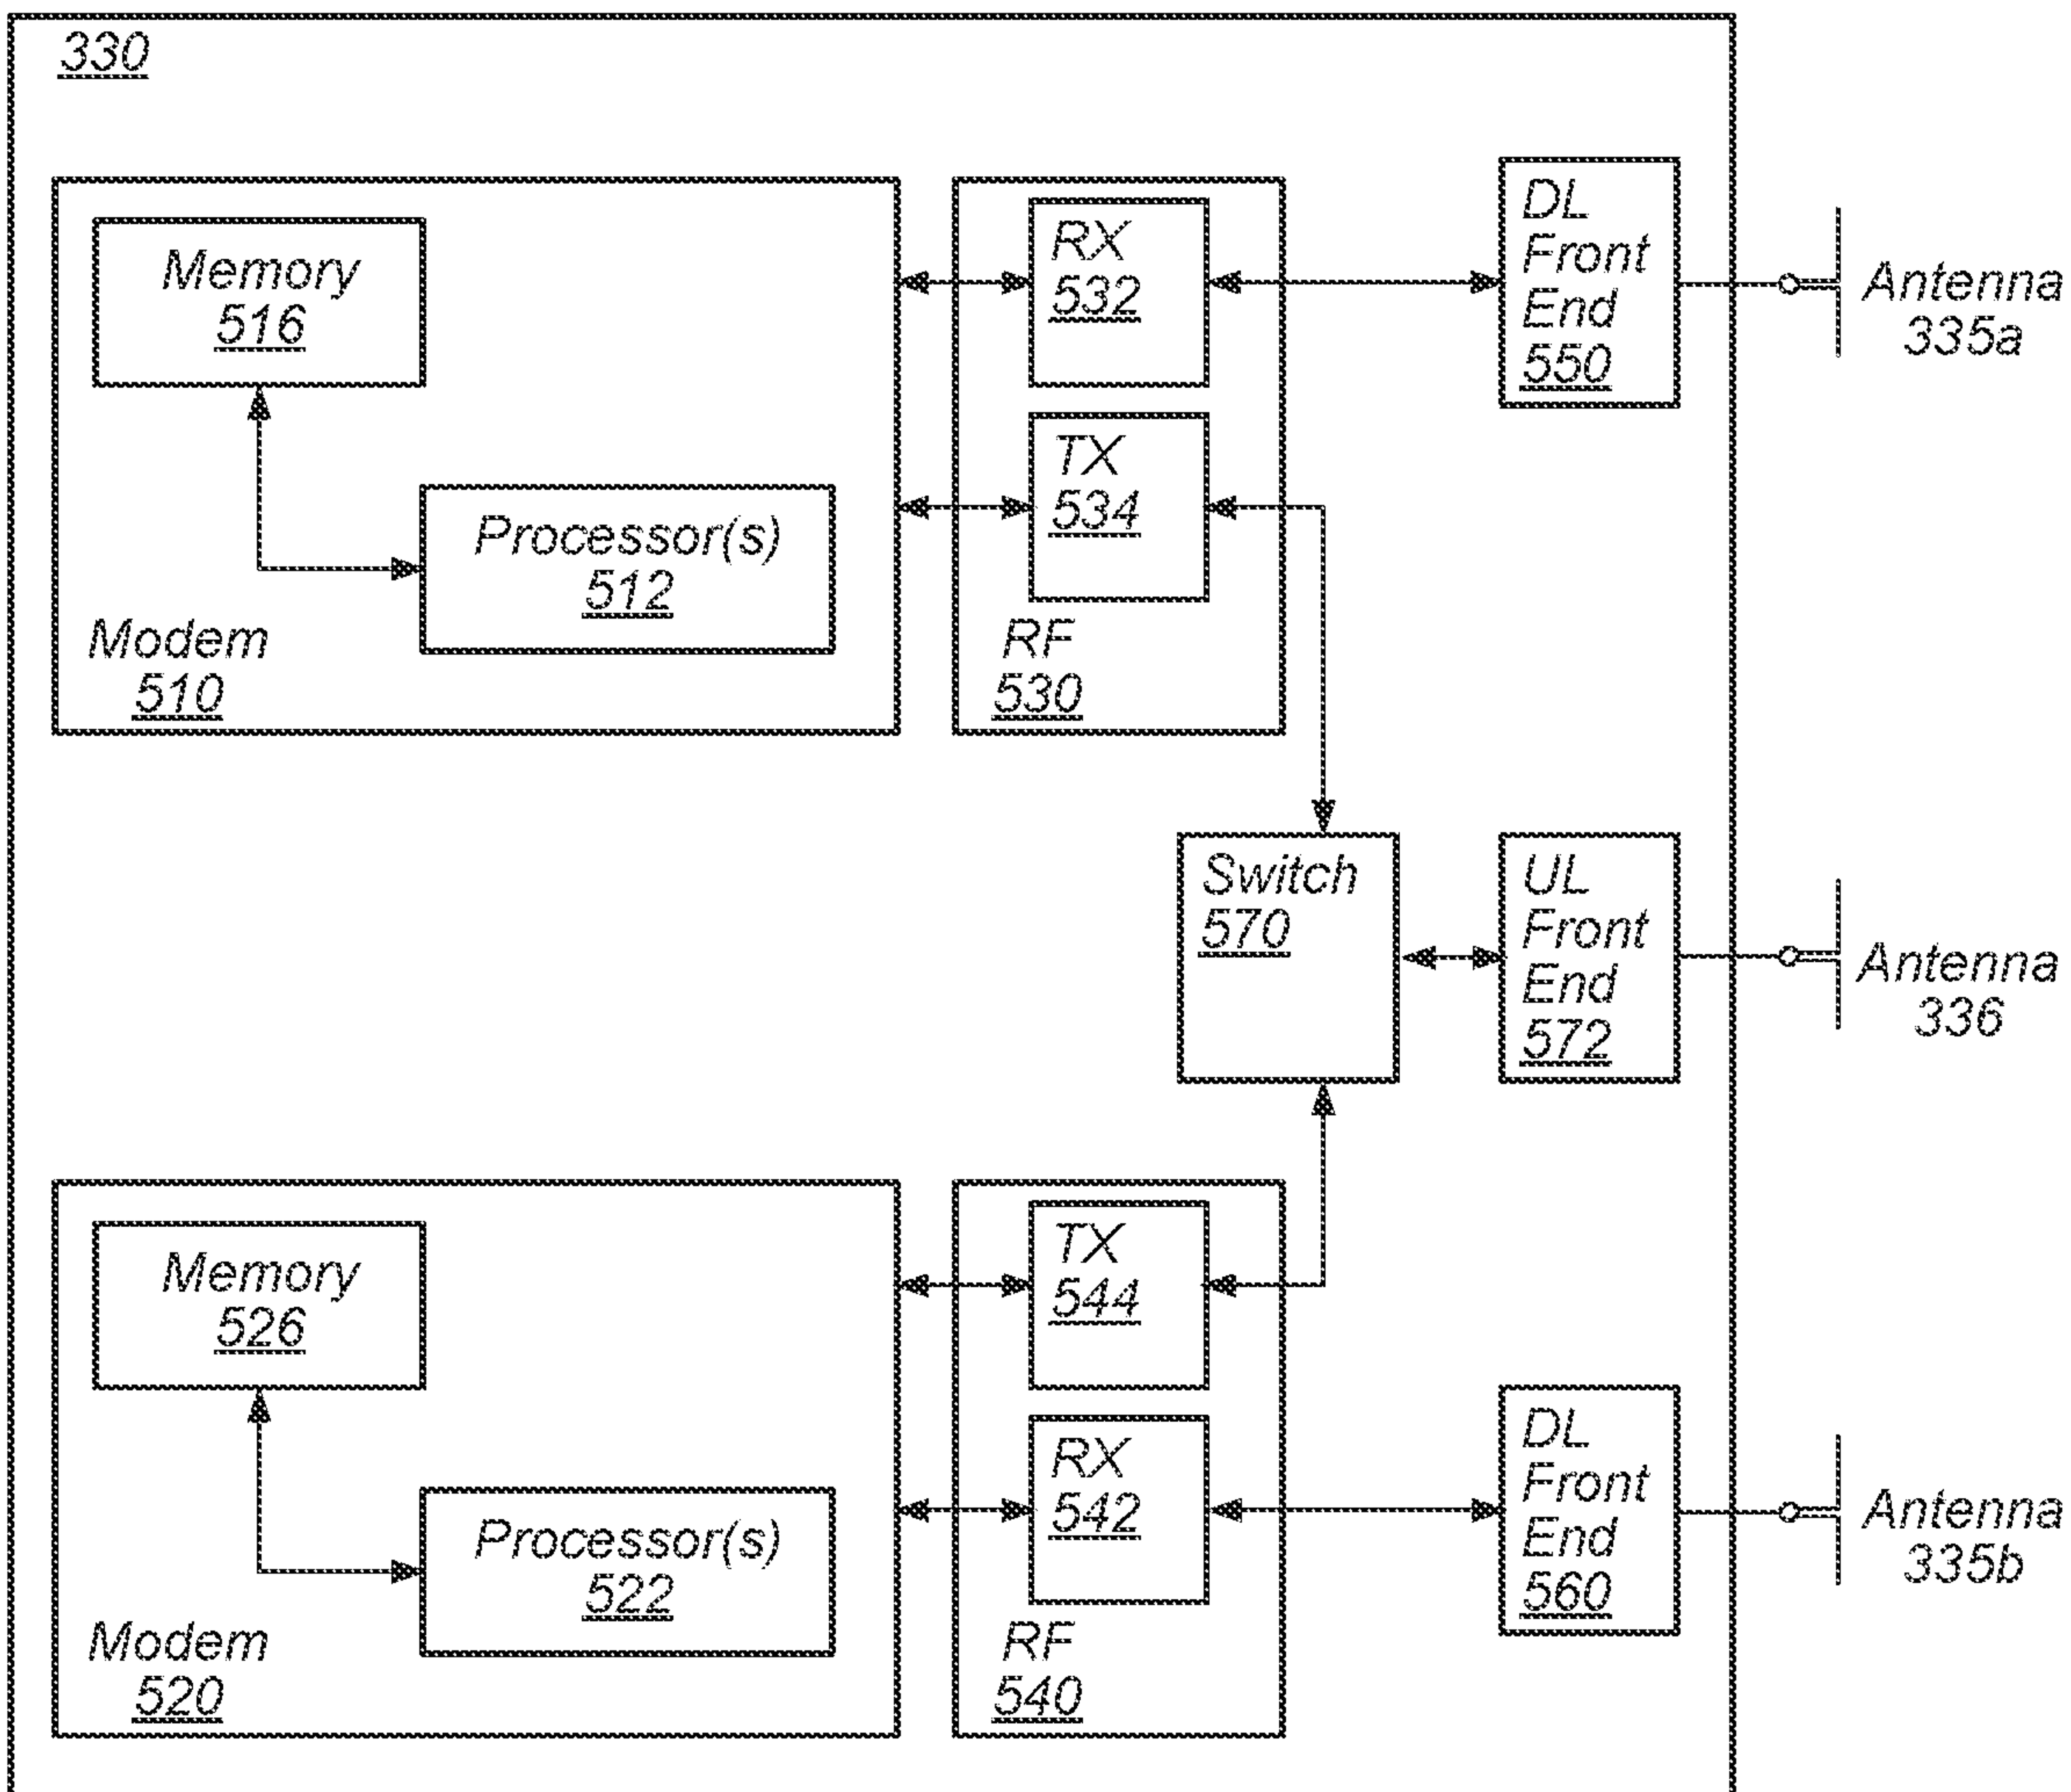 330
Memory
516
Processor(s)
512
Modem
510
RX
532
TX
534
RF
530
DL
Front
End
550
Antenna
335a
Switch
570
UL
Front
End
572
Antenna
336
Memory
526
Processor(s)
522
Modem
520
TX
544
RX
542
RF
540
DL
Front
End
560
Antenna
335b